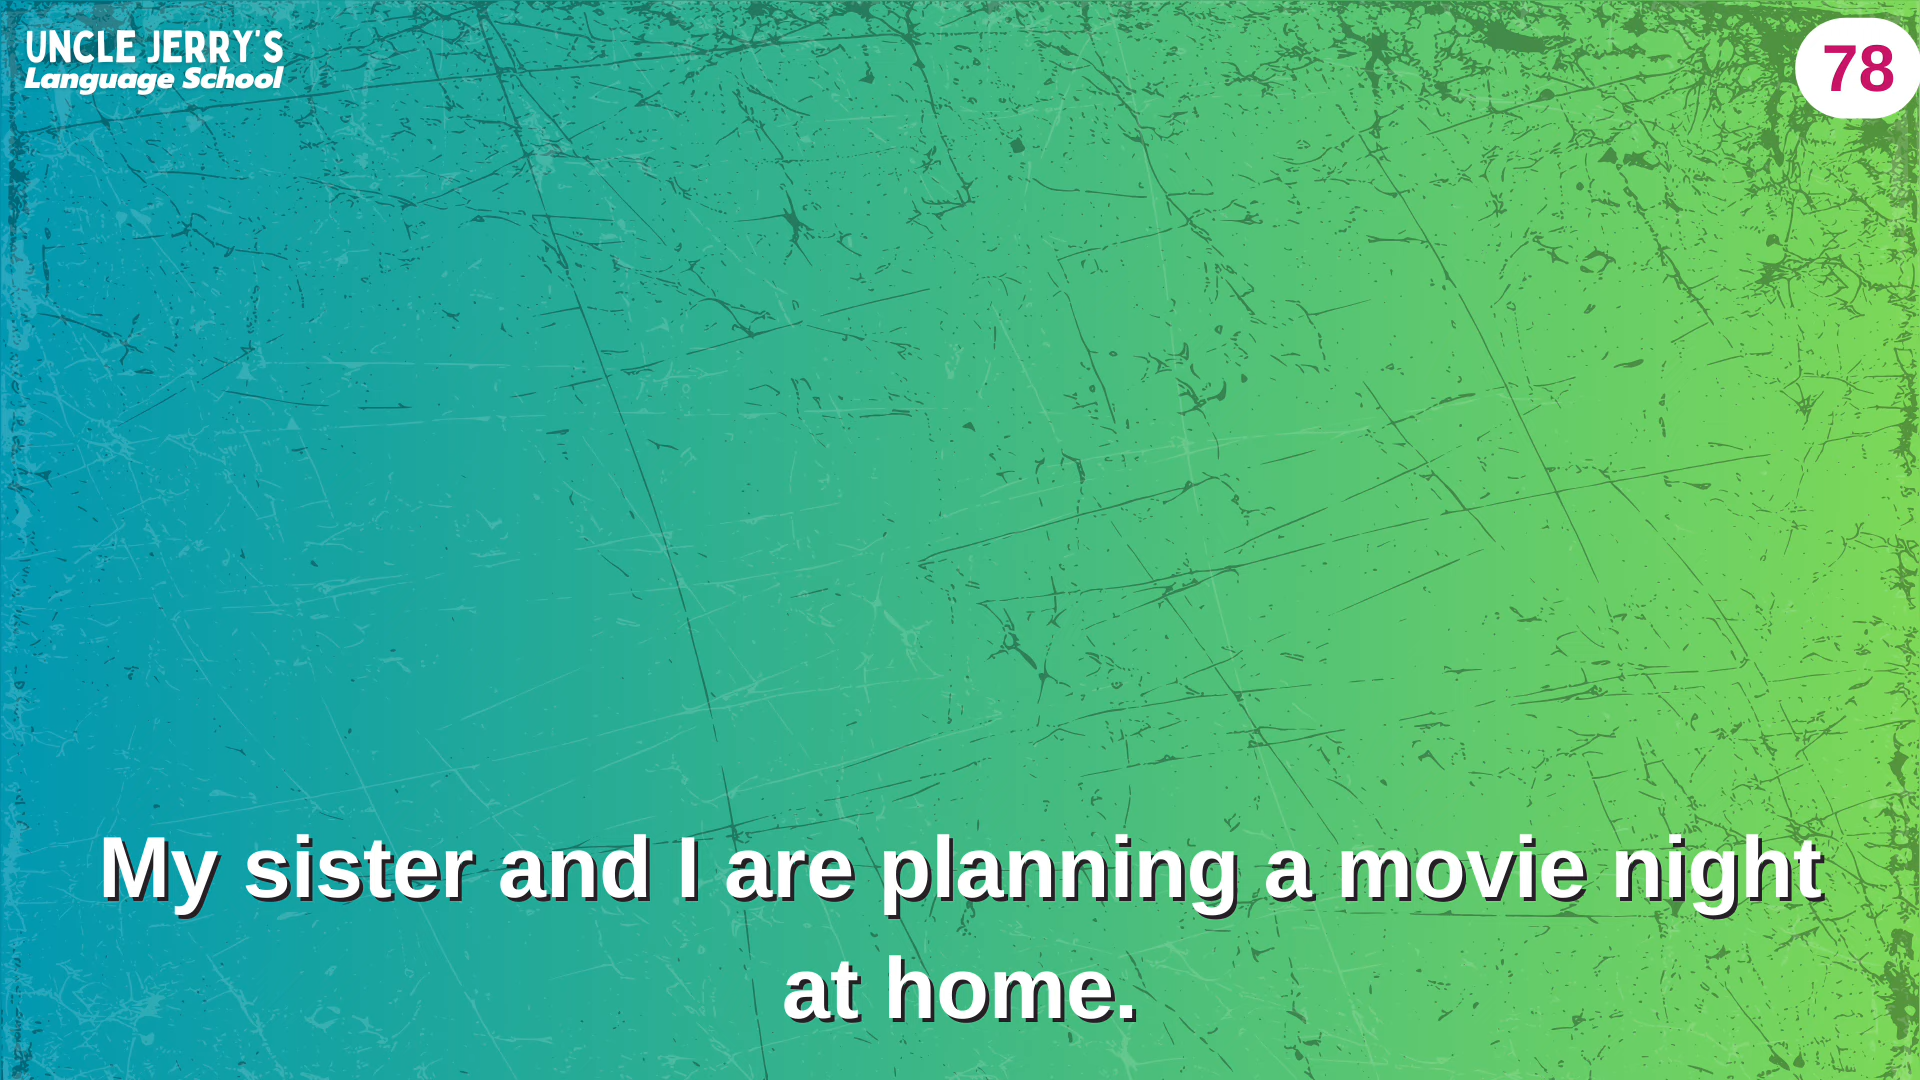 UNCLE JERRY'S
Language School
78
My sister and I are planning a movie night
at home.